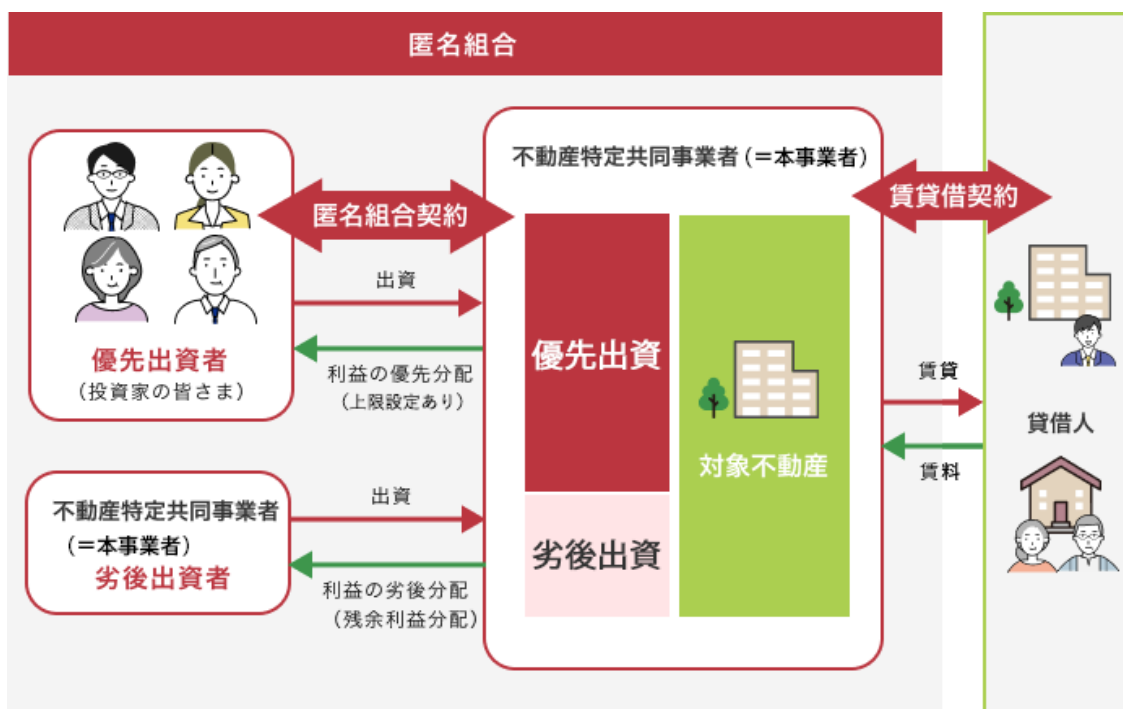 匿名組合
優先出資者
(投資家の皆さま)
匿名組合契約
出資
利益の優先分配
(上限設定あり)
不動産特定共同事業者
(=本事業者)
劣後出資者
出資
利益の劣後分配
(残余利益分配)
不動産特定共同事業者(=本事業者)
優先出資
劣後出資
対象不動産
賃貸借契約
賃貸
賃料
貸借人